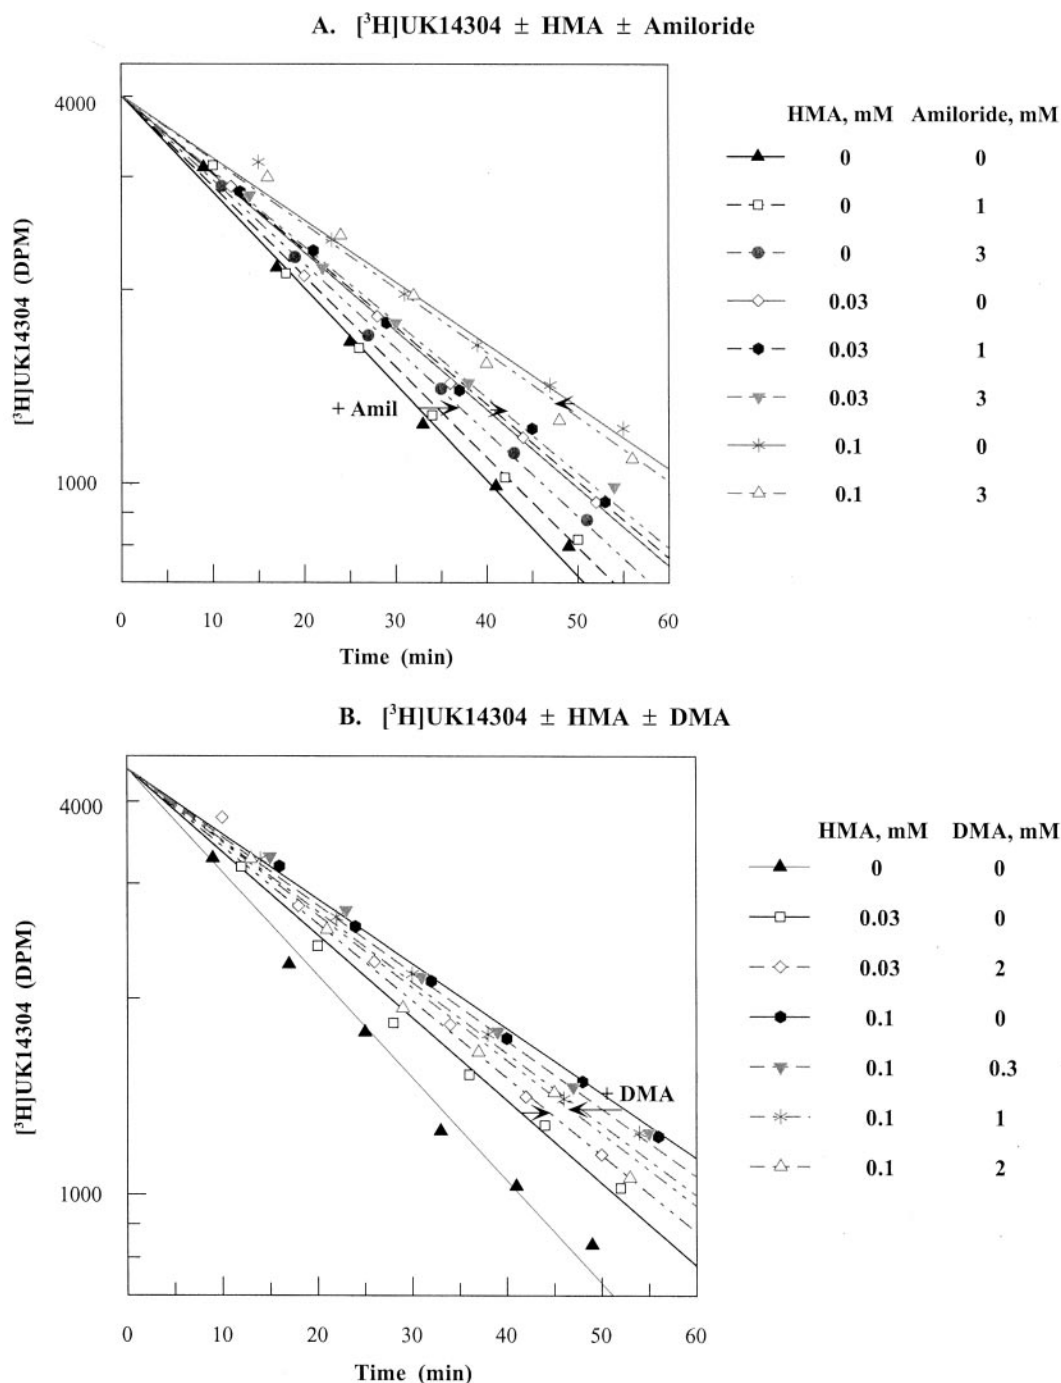 A. [³H]UK14304 ± HMA ± Amiloride
HMA, mM Amiloride, mM
0 0
0 1
0 3
0.03 0
0.03 1
0.03 3
0.1 0
0.1 3
[³H]UK14304 (DPM)
4000
1000
+ Amil
0 10 20 30 40 50 60
Time (min)
B. [³H]UK14304 ± HMA ± DMA
HMA, mM DMA, mM
0 0
0.03 0
0.03 2
0.1 0
0.1 0.3
0.1 1
0.1 2
[³H]UK14304 (DPM)
4000
1000
+ DMA
0 10 20 30 40 50 60
Time (min)